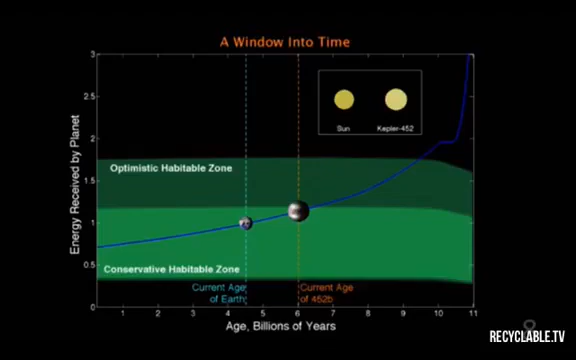 A Window Into Time
3
2.5
2
1.5
1
0.5
0
Energy Received by Planet
Sun
Kepler-452
Optimistic Habitable Zone
Conservative Habitable Zone
Current Age
of Earth
Current Age
of 452b
1 2 3 4 5 6 7 8 9 10 11
Age, Billions of Years
RECYCLABLE.TV